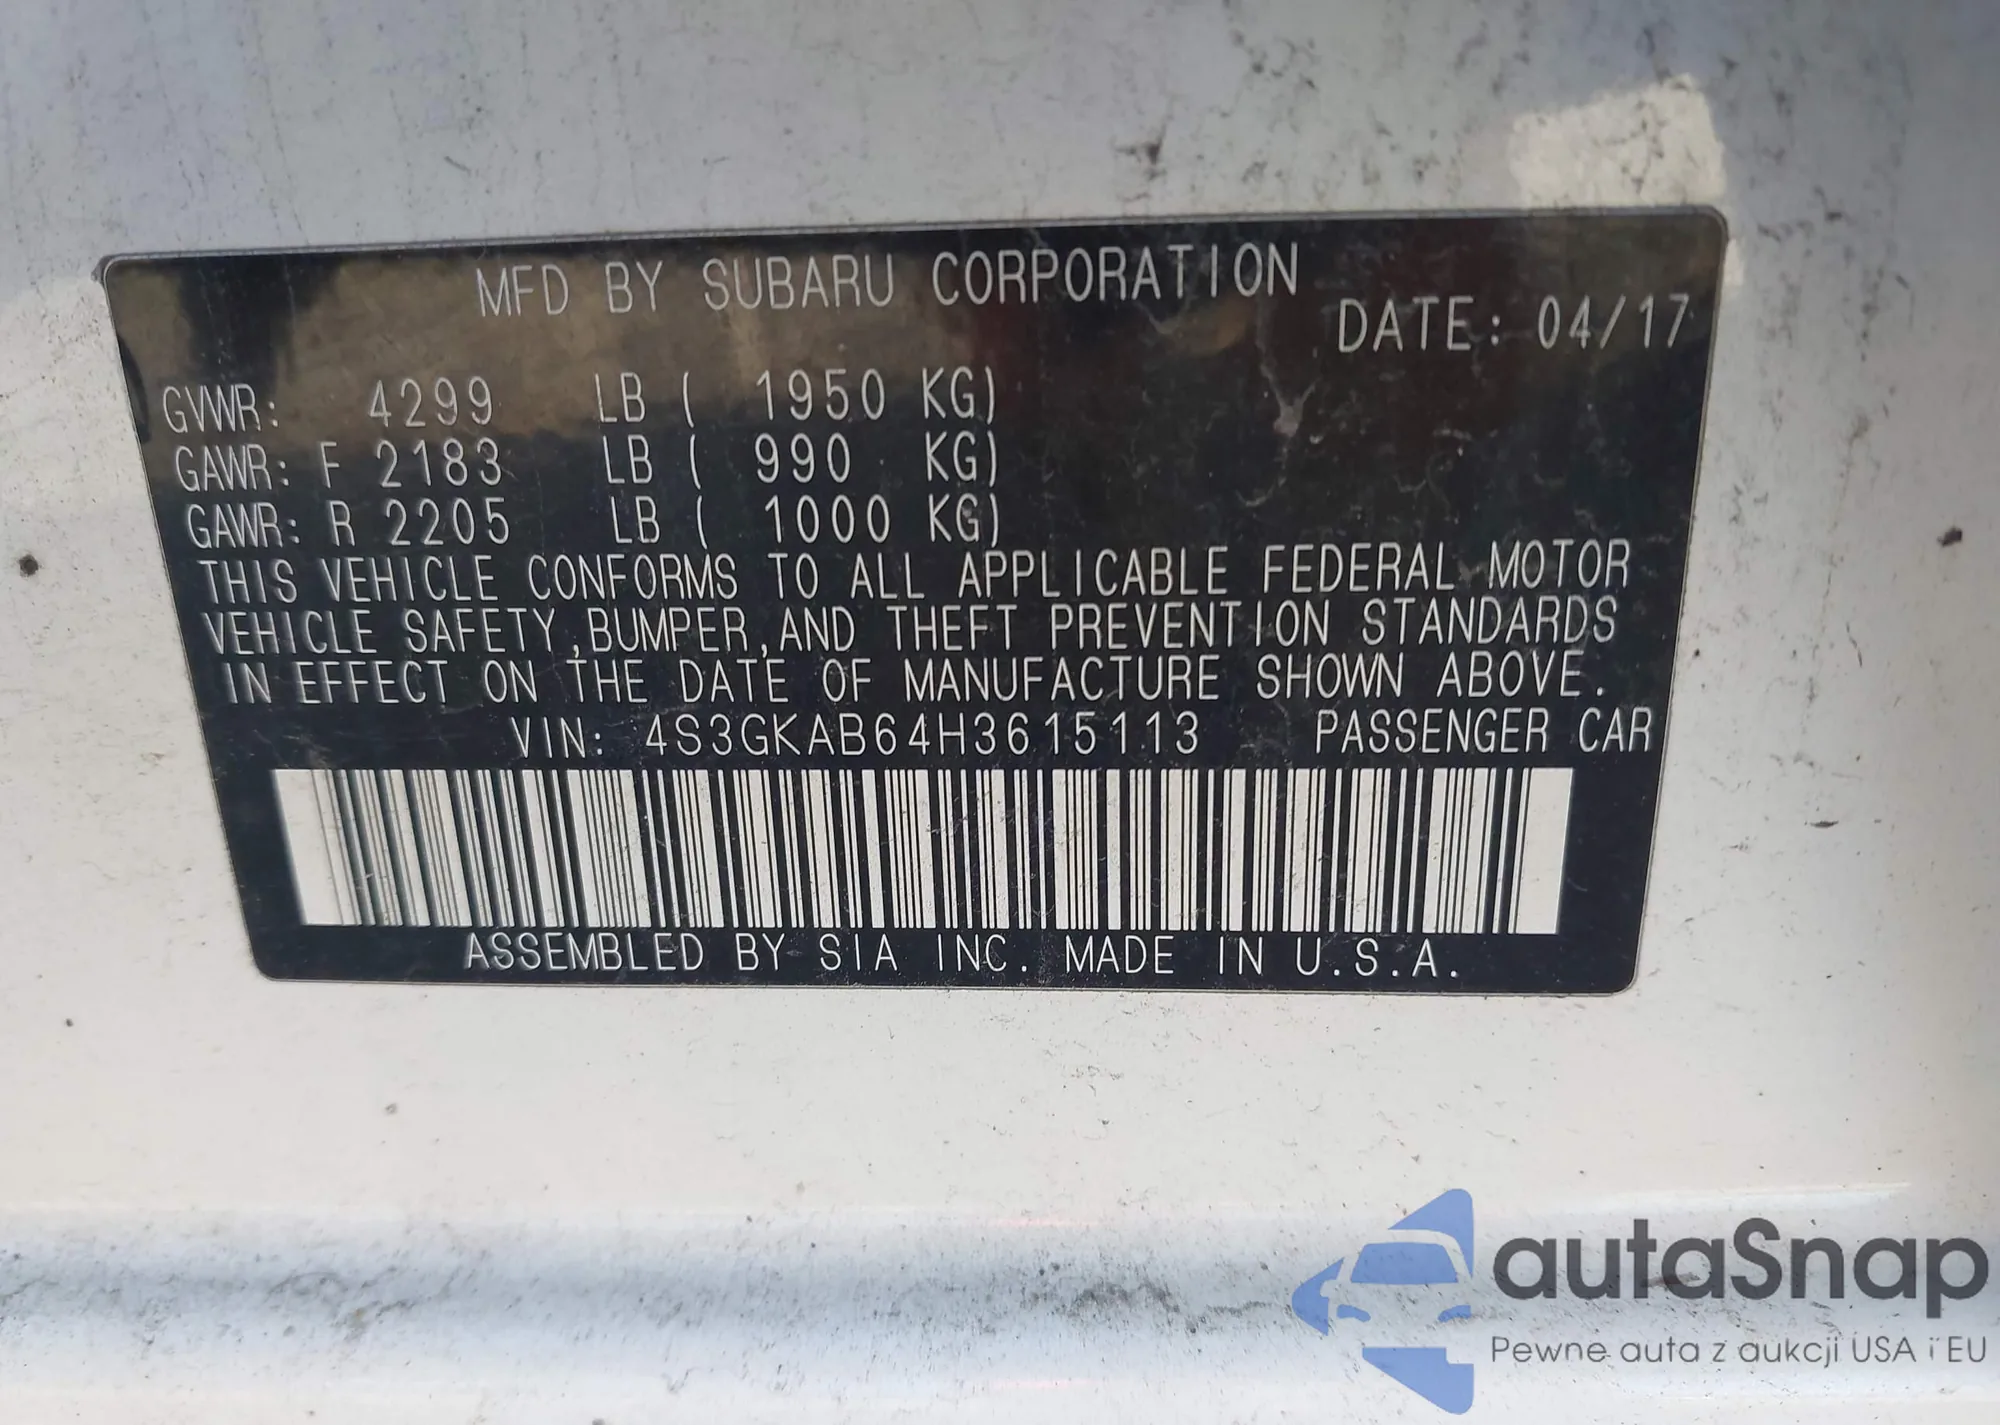 MFD BY SUBARU CORPORATION
DATE: 04/17
GVWR: 4299 LB ( 1950 KG)
GAWR: F 2183 LB ( 990 KG)
GAWR: R 2205 LB ( 1000 KG)
THIS VEHICLE CONFORMS TO ALL APPLICABLE FEDERAL MOTOR
VEHICLE SAFETY,BUMPER,AND THEFT PREVENTION STANDARDS
IN EFFECT ON THE DATE OF MANUFACTURE SHOWN ABOVE.
VIN: 4S3GKAB64H3615113 PASSENGER CAR
ASSEMBLED BY SIA INC. MADE IN U.S.A.
autaSnap
Pewne auta z aukcji USA i EU